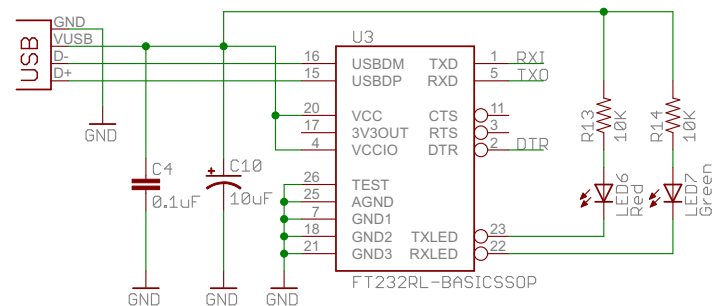 USB
GND
VUSB
D-
D+
GND
C4
0.1uF
GND
C10
10uF
+
GND
U3
16 USBDM TXD 1 RXI
15 USBDP RXD 5 TXO
20 VCC CTS 11
17 3V3OUT RTS 3
4 VCCIO DTR 2 DTR
26 TEST
25 AGND
7 GND1
18 GND2 TXLED 23
21 GND3 RXLED 22
GND
FT232RL-BASICSSOP
R13
10K
R14
10K
LED6
Red
LED7
Green